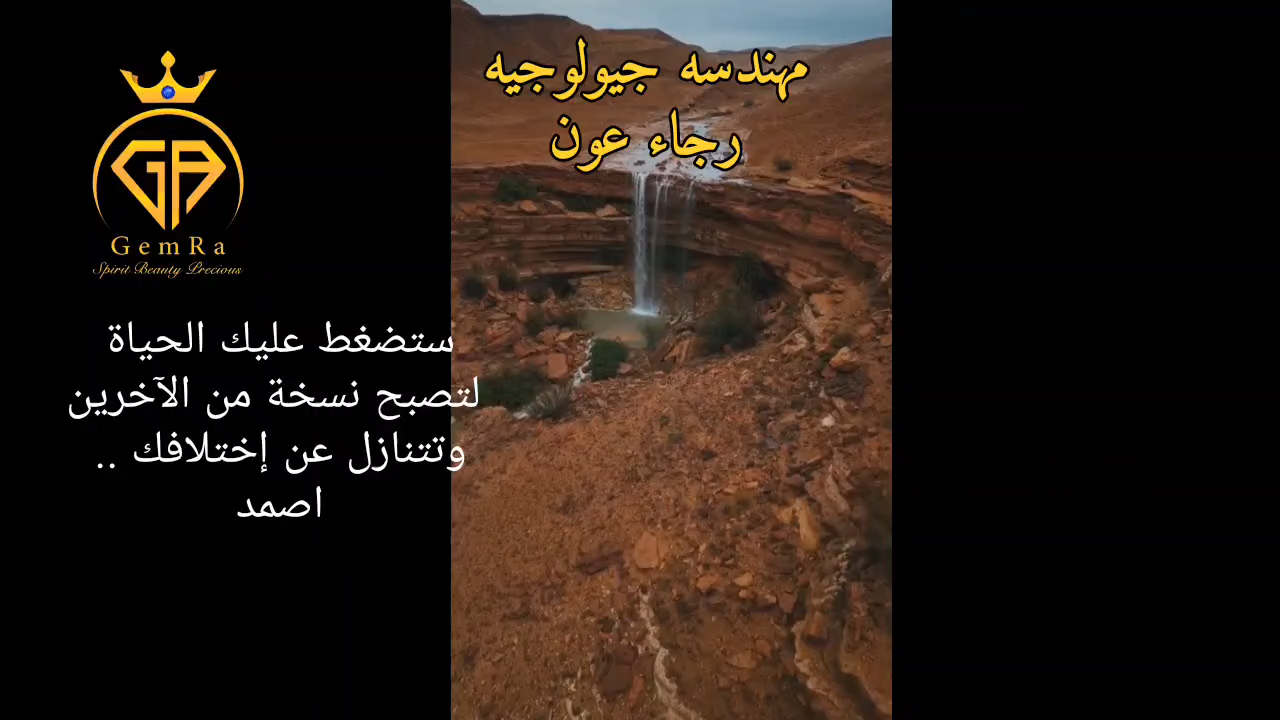 مهندسه جيولوجيه
رجاء عون
GA
GemRa
Spirit Beauty Precious
ستضغط عليك الحياة
لتصبح نسخة من الآخرين
وتتنازل عن إختلافك ..
اصمد